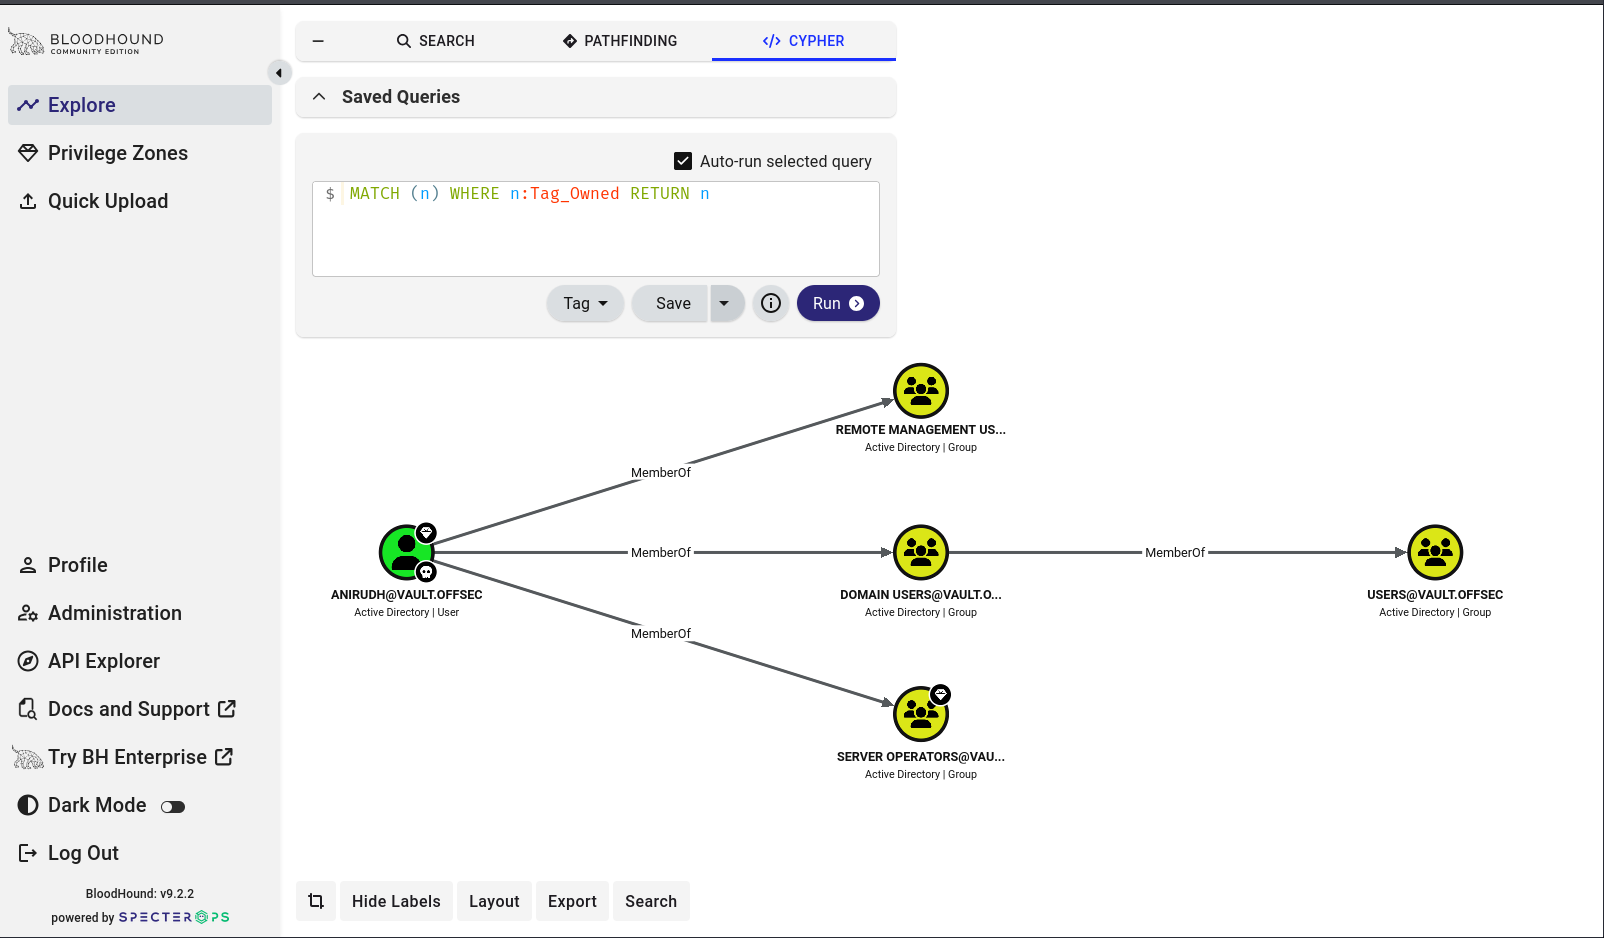 BLOODHOUND
COMMUNITY EDITION
Explore
Privilege Zones
Quick Upload
Profile
Administration
API Explorer
Docs and Support
Try BH Enterprise
Dark Mode
Log Out
BloodHound: v9.2.2
powered by SPECTEROPS
SEARCH
PATHFINDING
</> CYPHER
Saved Queries
Auto-run selected query
$ MATCH (n) WHERE n:Tag_Owned RETURN n
Tag
Save
Run
REMOTE MANAGEMENT US...
Active Directory | Group
MemberOf
ANIRUDH@VAULT.OFFSEC
Active Directory | User
MemberOf
DOMAIN USERS@VAULT.O...
Active Directory | Group
MemberOf
USERS@VAULT.OFFSEC
Active Directory | Group
MemberOf
SERVER OPERATORS@VAU...
Active Directory | Group
Hide Labels
Layout
Export
Search